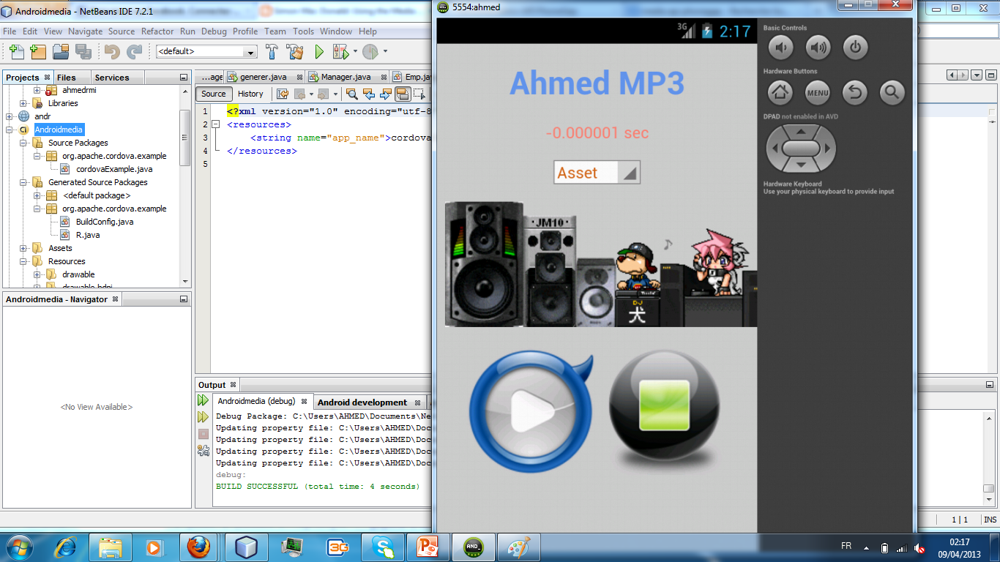 Androidmedia - NetBeans IDE 7.2.1
File Edit View Navigate Source Refactor Run Debug Profile Team Tools Window Help
<default>
Projects Files Services
ahmedrmi
Libraries
andr
Androidmedia
Source Packages
org.apache.cordova.example
cordovaExample.java
Generated Source Packages
<default package>
org.apache.cordova.example
BuildConfig.java
R.java
Assets
Resources
drawable
drawable-hdpi
Androidmedia - Navigator
<No View Available>
...age generer.java Manager.java Emp.java
Source History
1 <?xml version="1.0" encoding="utf-8
2 <resources>
3 <string name="app_name">cordova
4 </resources>
5
Output
Androidmedia (debug) Android development
Debug Package: C:\Users\AHMED\Documents\Ne
Updating property file: C:\Users\AHMED\Doc
Updating property file: C:\Users\AHMED\Doc
Updating property file: C:\Users\AHMED\Doc
Updating property file: C:\Users\AHMED\Doc
debug:
BUILD SUCCESSFUL (total time: 4 seconds)
5554:ahmed
3G 2:17
Ahmed MP3
-0.000001 sec
Asset
JM10
DJ
犬
Basic Controls
Hardware Buttons
MENU
DPAD not enabled in AVD
Hardware Keyboard
Use your physical keyboard to provide input
1 | 1 INS
3G
AND_
FR
02:17
09/04/2013